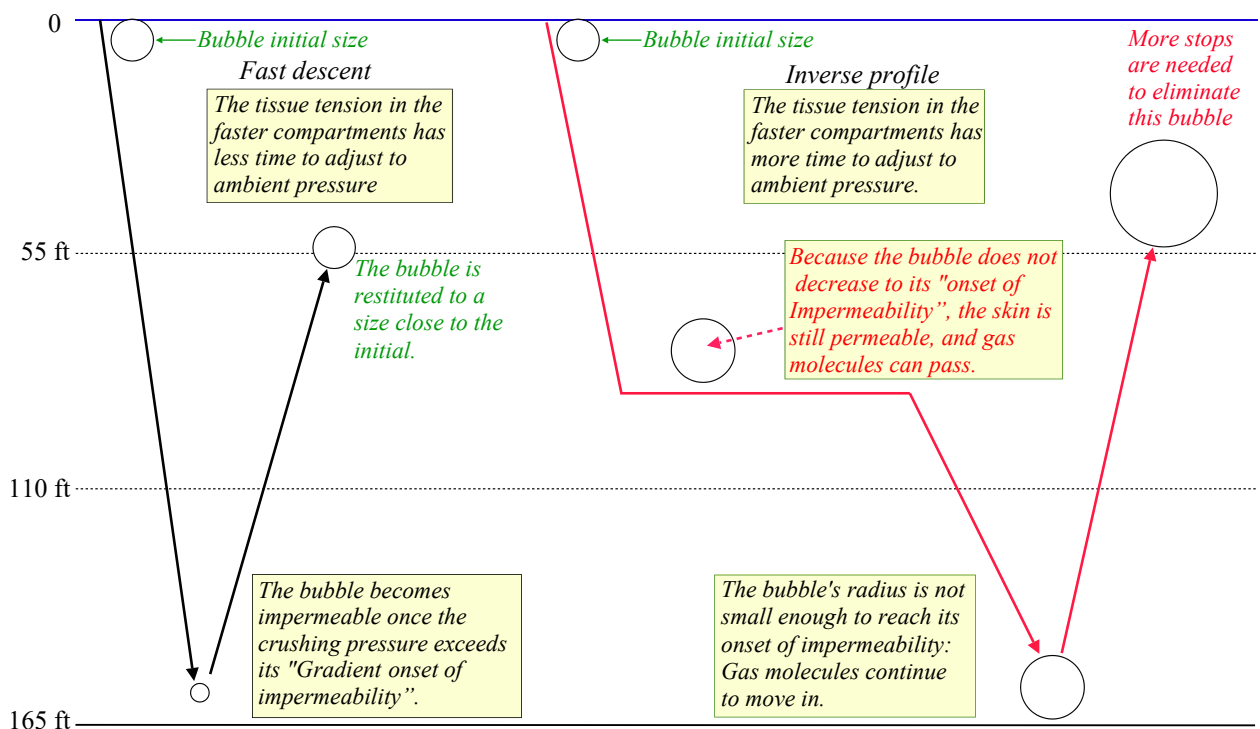 0
Bubble initial size
Fast descent
The tissue tension in the
faster compartments has
less time to adjust to
ambient pressure
Bubble initial size
Inverse profile
The tissue tension in the
faster compartments has
more time to adjust to
ambient pressure.
More stops
are needed
to eliminate
this bubble
55 ft
The bubble is
restituted to a
size close to the
initial.
Because the bubble does not
decrease to its "onset of
Impermeability”, the skin is
still permeable, and gas
molecules can pass.
110 ft
The bubble becomes
impermeable once the
crushing pressure exceeds
its "Gradient onset of
impermeability”.
The bubble's radius is not
small enough to reach its
onset of impermeability:
Gas molecules continue
to move in.
165 ft